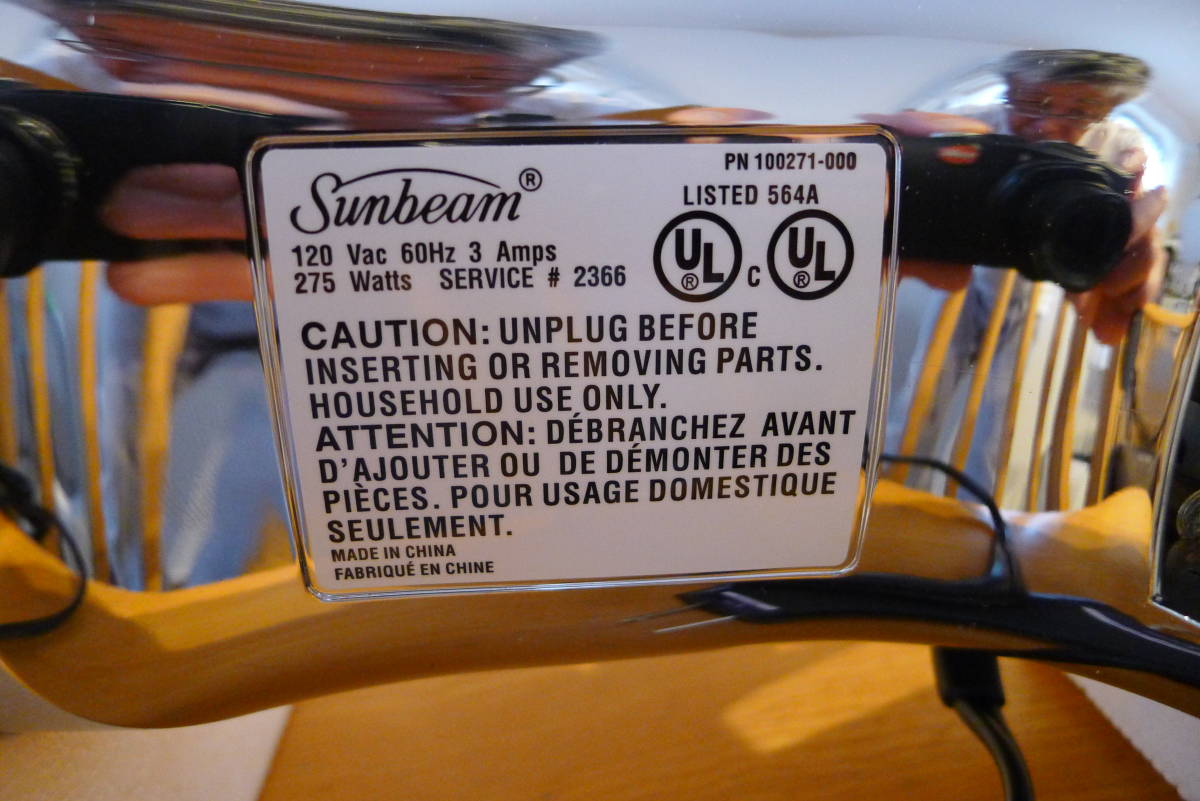 Sunbeam®
PN 100271-000
LISTED 564A
120 Vac 60Hz 3 Amps
275 Watts SERVICE # 2366
UL® C UL®
CAUTION: UNPLUG BEFORE
INSERTING OR REMOVING PARTS.
HOUSEHOLD USE ONLY.
ATTENTION: DÉBRANCHEZ AVANT
D'AJOUTER OU DE DÉMONTER DES
PIÈCES. POUR USAGE DOMESTIQUE
SEULEMENT.
MADE IN CHINA
FABRIQUÉ EN CHINE